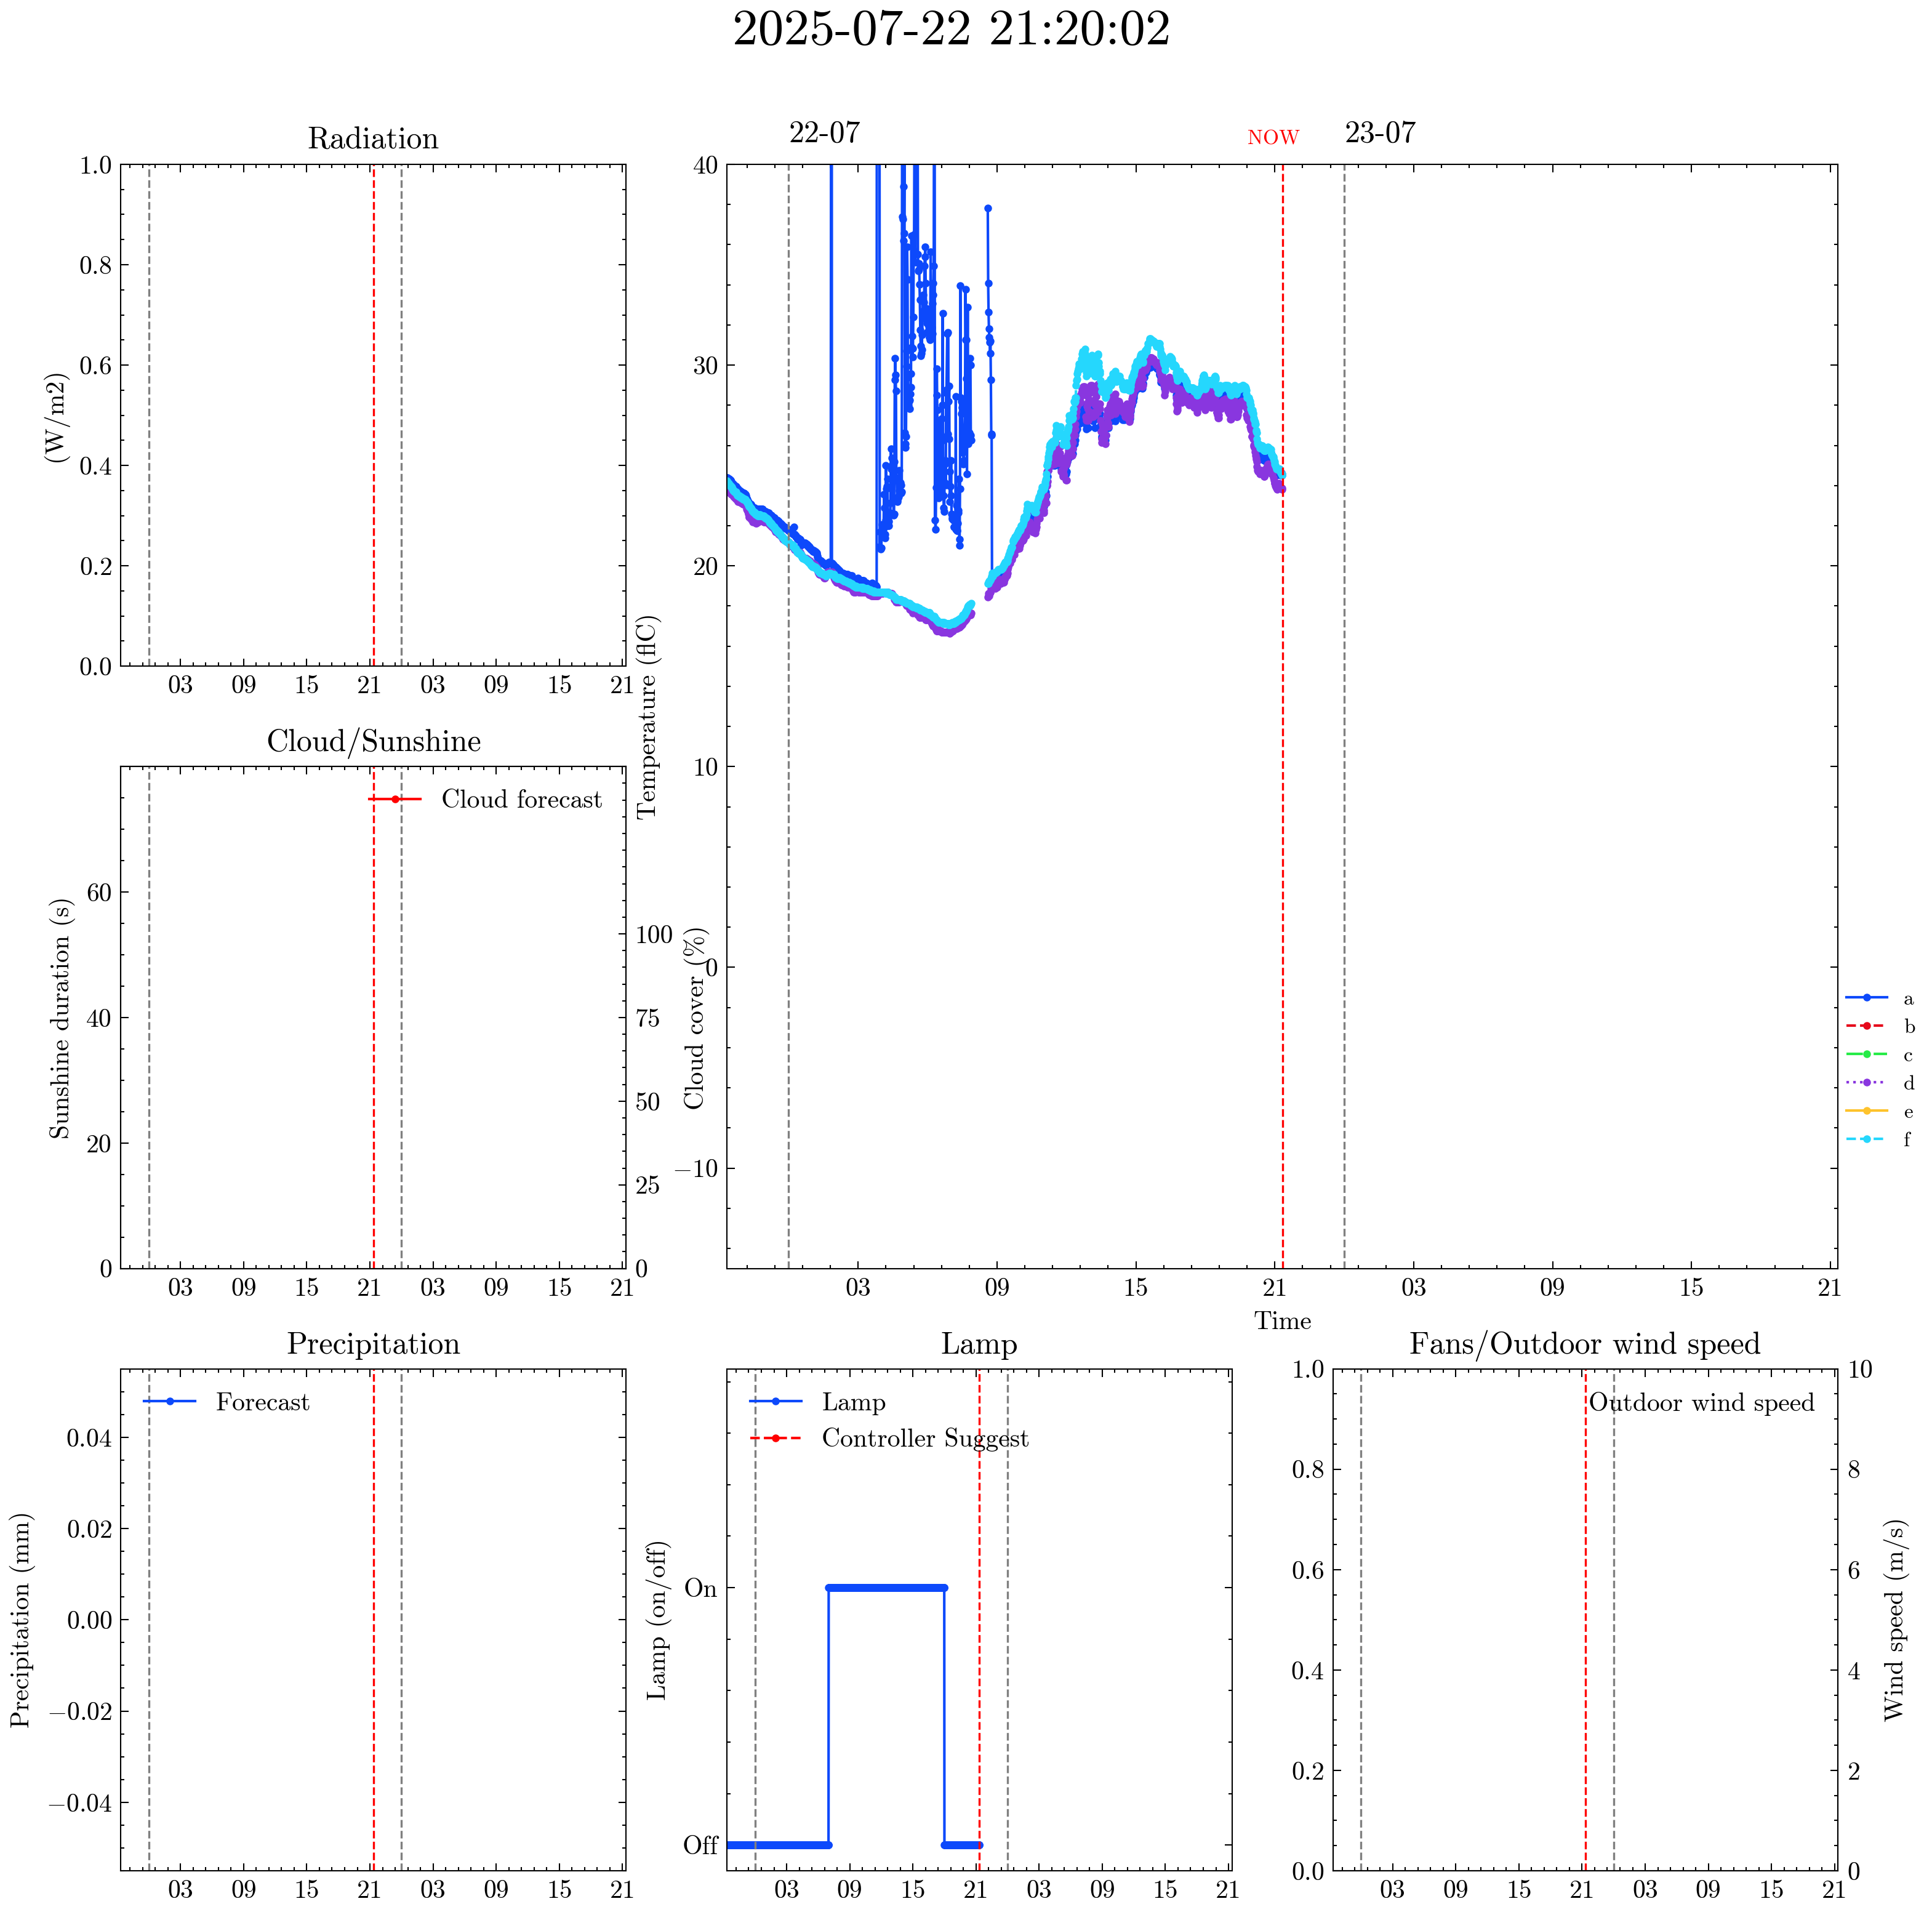 2025-07-22 21:20:02
Radiation
(W/m2)
1.0
0.8
0.6
0.4
0.2
0.0
03 09 15 21 03 09 15 21
22-07
NOW
23-07
Temperature (flC)
40
30
20
10
0
−10
03 09 15 21 03 09 15 21
Time
a
b
c
d
e
f
Cloud/Sunshine
Cloud forecast
Sunshine duration (s)
60
40
20
0
Cloud cover (%)
100
75
50
25
0
03 09 15 21 03 09 15 21
Precipitation
Forecast
Precipitation (mm)
0.04
0.02
0.00
−0.02
−0.04
03 09 15 21 03 09 15 21
Lamp
Lamp
Controller Suggest
Lamp (on/off)
On
Off
03 09 15 21 03 09 15 21
Fans/Outdoor wind speed
Outdoor wind speed
1.0
0.8
0.6
0.4
0.2
0.0
Wind speed (m/s)
10
8
6
4
2
0
03 09 15 21 03 09 15 21